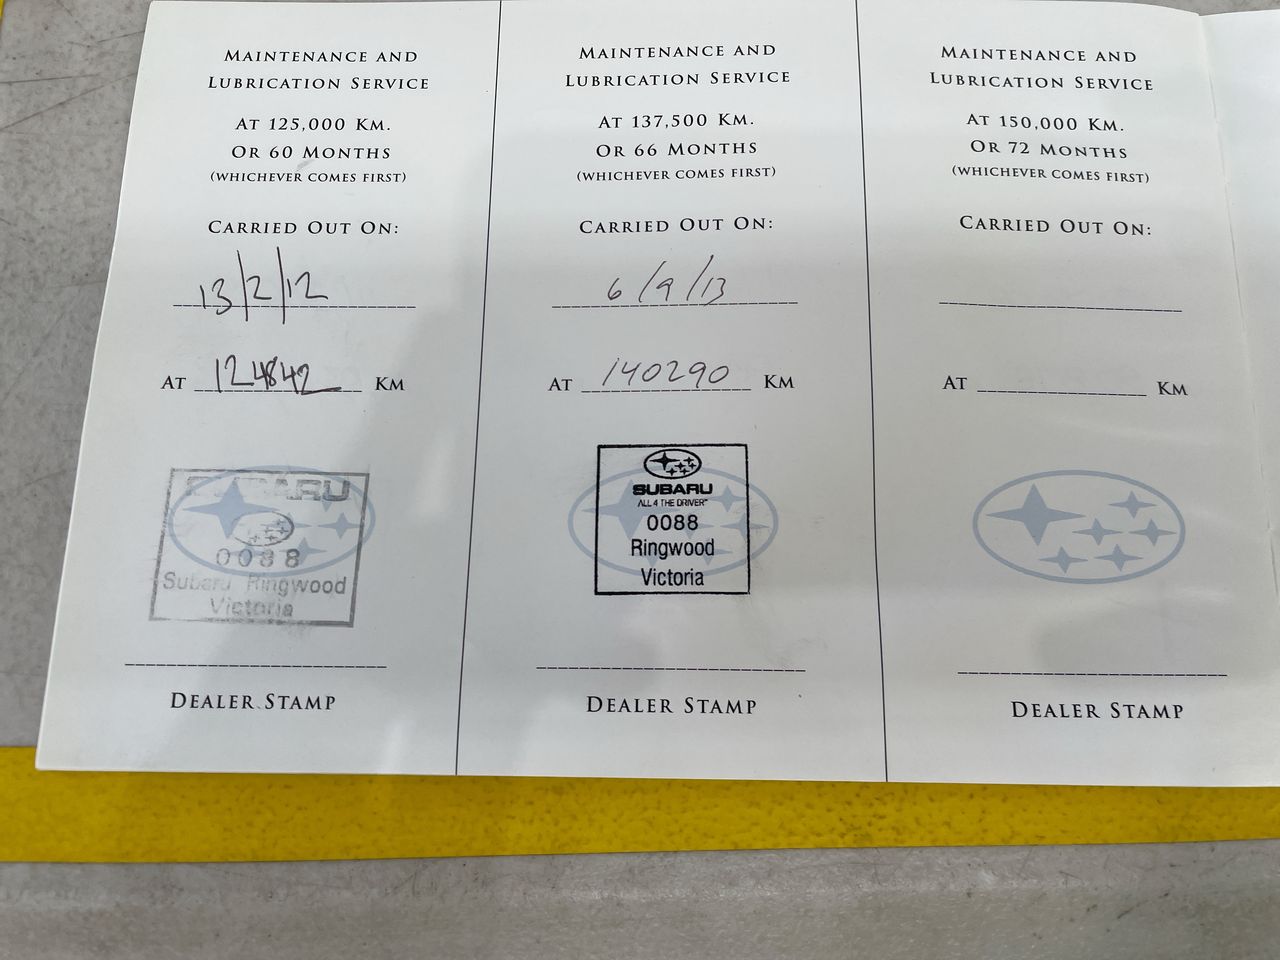 MAINTENANCE AND
LUBRICATION SERVICE
AT 125,000 KM.
OR 60 MONTHS
(WHICHEVER COMES FIRST)
CARRIED OUT ON:
13/2/12
AT 124842 KM
SUBARU
0088
Subaru Ringwood
Victoria
DEALER STAMP
MAINTENANCE AND
LUBRICATION SERVICE
AT 137,500 KM.
OR 66 MONTHS
(WHICHEVER COMES FIRST)
CARRIED OUT ON:
6/9/13
AT 140290 KM
SUBARU
ALL 4 THE DRIVER™
0088
Ringwood
Victoria
DEALER STAMP
MAINTENANCE AND
LUBRICATION SERVICE
AT 150,000 KM.
OR 72 MONTHS
(WHICHEVER COMES FIRST)
CARRIED OUT ON:
AT KM
DEALER STAMP